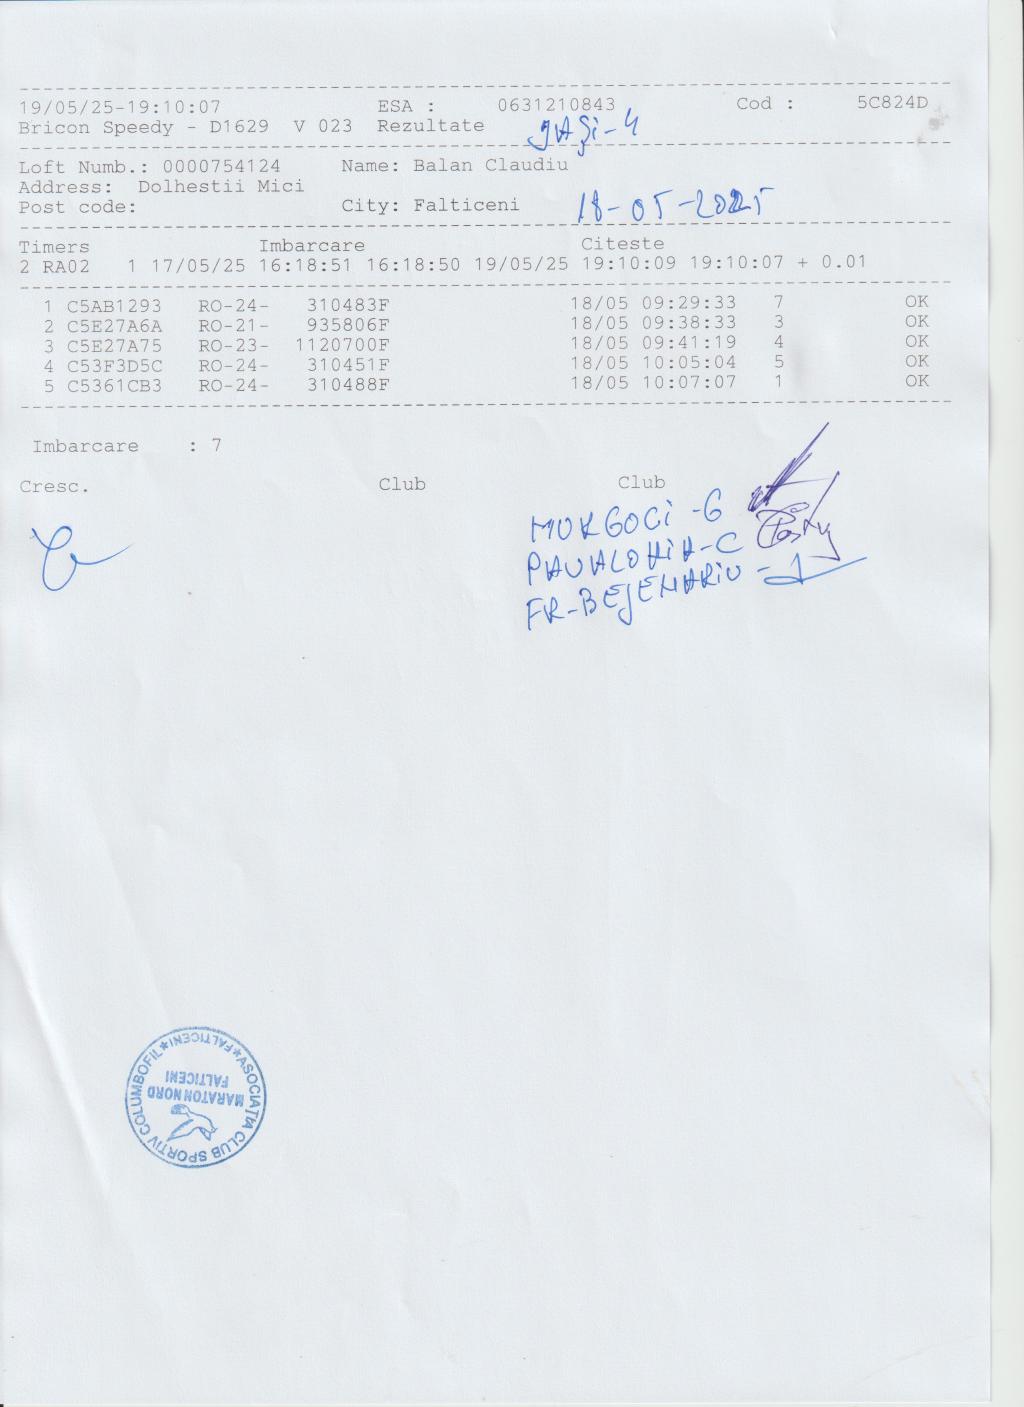 19/05/25-19:10:07 ESA : 0631210843 Cod : 5C824D
Bricon Speedy - D1629 V 023 Rezultate IAŞi-4
Loft Numb.: 0000754124 Name: Balan Claudiu
Address: Dolhestii Mici
Post code: City: Falticeni 18-05-2025
Timers Imbarcare Citeste
2 RA02 1 17/05/25 16:18:51 16:18:50 19/05/25 19:10:09 19:10:07 + 0.01
1 C5AB1293 RO-24- 310483F 18/05 09:29:33 7 OK
2 C5E27A6A RO-21- 935806F 18/05 09:38:33 3 OK
3 C5E27A75 RO-23- 1120700F 18/05 09:41:19 4 OK
4 C53F3D5C RO-24- 310451F 18/05 10:05:04 5 OK
5 C5361CB3 RO-24- 310488F 18/05 10:07:07 1 OK
Imbarcare : 7
Cresc. Club Club
MURGOCi -G
PAVALOAiA-C
FR-BEJENARIU -
ASOCIAȚIA CLUB SPORTIV COLUMBOFIL
*FALTICENI*
MARATON NORD
FALTICENI